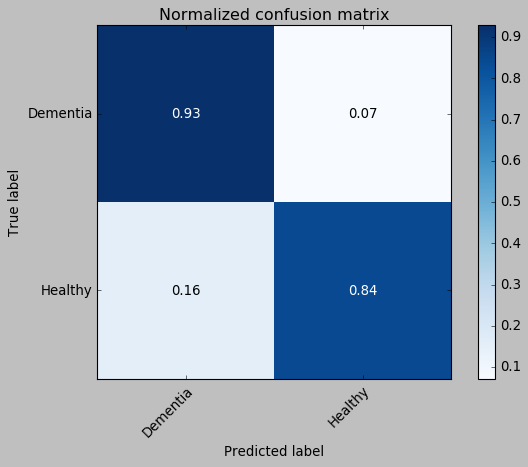 Normalized confusion matrix
Dementia
0.93
0.07
Healthy
0.16
0.84
True label
Dementia
Healthy
Predicted label
0.9
0.8
0.7
0.6
0.5
0.4
0.3
0.2
0.1